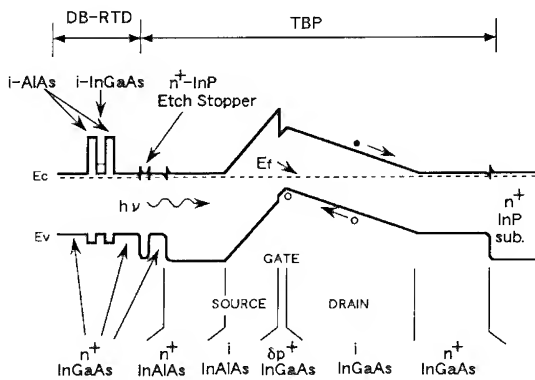 DB-RTD
TBP
i-AlAs
i-InGaAs
n⁺-InP
Etch Stopper
Ec
Ef
hν
Ev
n⁺
InP
sub.
GATE
SOURCE
DRAIN
n⁺
InGaAs
n⁺
InAlAs
i
InAlAs
δp⁺
InGaAs
i
InGaAs
n⁺
InGaAs